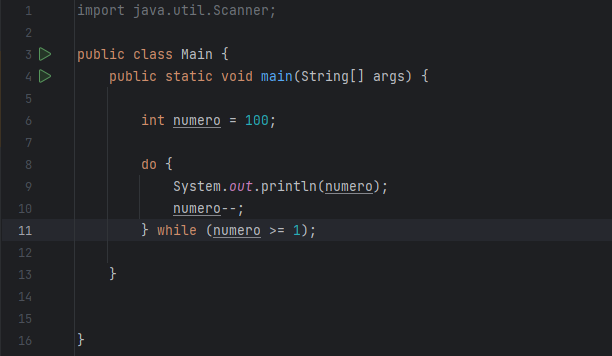 1 import java.util.Scanner;
2
3 public class Main {
4 public static void main(String[] args) {
5
6 int numero = 100;
7
8 do {
9 System.out.println(numero);
10 numero--;
11 } while (numero >= 1);
12
13 }
14
15
16 }